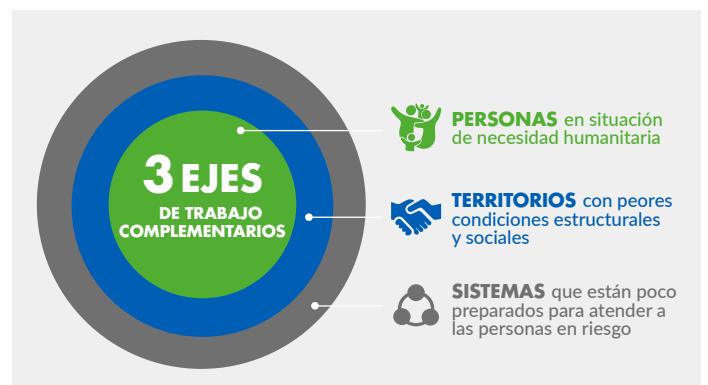 3 EJES
DE TRABAJO
COMPLEMENTARIOS
PERSONAS en situación
de necesidad humanitaria
TERRITORIOS con peores
condiciones estructurales
y sociales
SISTEMAS que están poco
preparados para atender a
las personas en riesgo